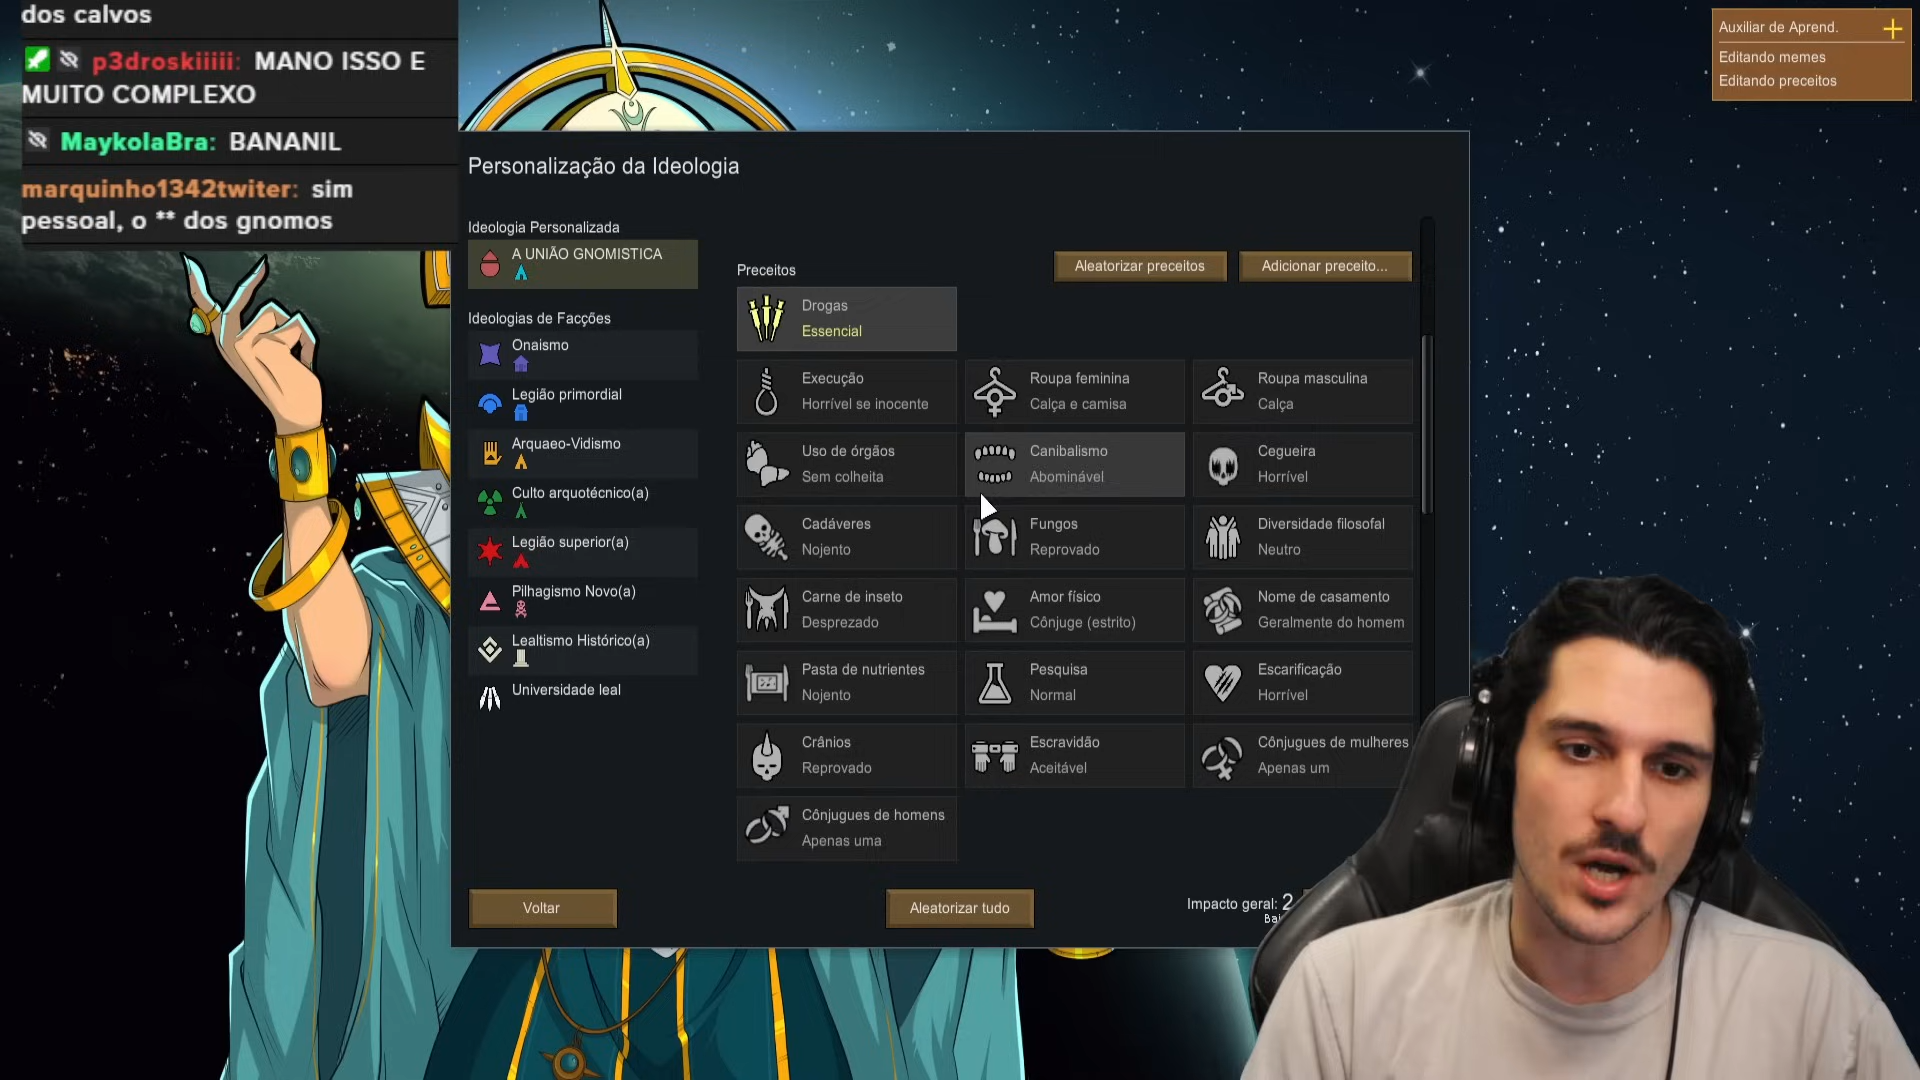 dos calvos
p3droskiiiii: MANO ISSO E
MUITO COMPLEXO
MaykolaBra: BANANIL
marquinho1342twiter: sim
pessoal, o ** dos gnomos
Auxiliar de Aprend.
Editando memes
Editando preceitos
Personalização da Ideologia
Ideologia Personalizada
A UNIÃO GNOMISTICA
Ideologias de Facções
Onaismo
Legião primordial
Arquaeo-Vidismo
Culto arquotécnico(a)
Legião superior(a)
Pilhagismo Novo(a)
Lealtismo Histórico(a)
Universidade leal
Preceitos
Aleatorizar preceitos
Adicionar preceito...
Drogas
Essencial
Execução
Horrível se inocente
Roupa feminina
Calça e camisa
Roupa masculina
Calça
Uso de órgãos
Sem colheita
Canibalismo
Abominável
Cegueira
Horrível
Cadáveres
Nojento
Fungos
Reprovado
Diversidade filosofal
Neutro
Carne de inseto
Desprezado
Amor físico
Cônjuge (estrito)
Nome de casamento
Geralmente do homem
Pasta de nutrientes
Nojento
Pesquisa
Normal
Escarificação
Horrível
Crânios
Reprovado
Escravidão
Aceitável
Cônjugues de mulheres
Apenas um
Cônjugues de homens
Apenas uma
Voltar
Aleatorizar tudo
Impacto geral: 2